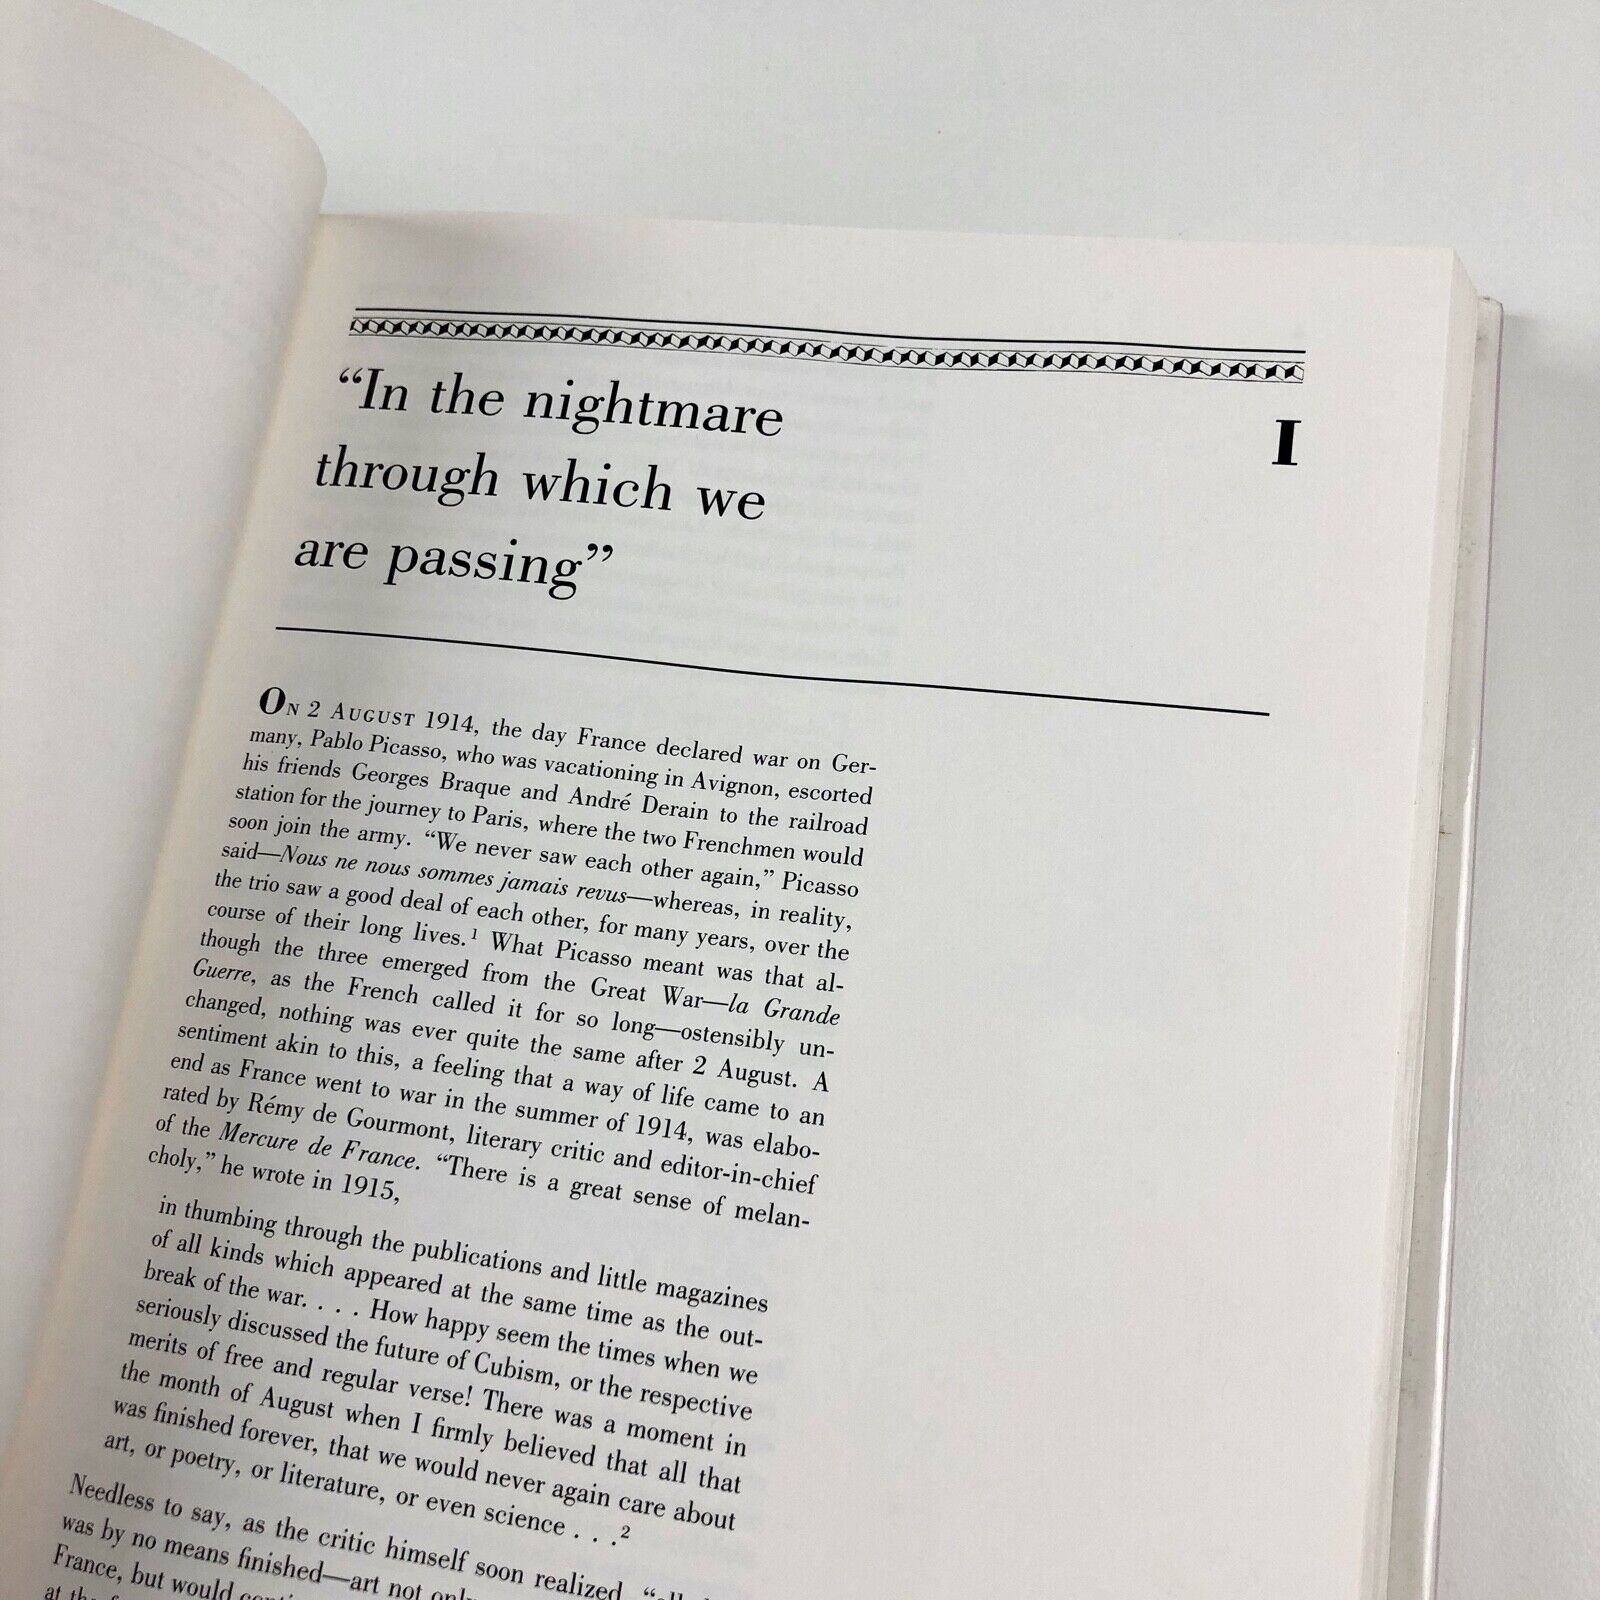 “In the nightmare
through which we
are passing”
I
ON 2 AUGUST 1914, the day France declared war on Ger-
many, Pablo Picasso, who was vacationing in Avignon, escorted
his friends Georges Braque and André Derain to the railroad
station for the journey to Paris, where the two Frenchmen would
soon join the army. “We never saw each other again,” Picasso
said—Nous ne nous sommes jamais revus—whereas, in reality,
the trio saw a good deal of each other, for many years, over the
course of their long lives.1 What Picasso meant was that al-
though the three emerged from the Great War—la Grande
Guerre, as the French called it for so long—ostensibly un-
changed, nothing was ever quite the same after 2 August. A
sentiment akin to this, a feeling that a way of life came to an
end as France went to war in the summer of 1914, was elabo-
rated by Rémy de Gourmont, literary critic and editor-in-chief
of the Mercure de France. “There is a great sense of melan-
choly,” he wrote in 1915,
in thumbing through the publications and little magazines
of all kinds which appeared at the same time as the out-
break of the war. . . . How happy seem the times when we
seriously discussed the future of Cubism, or the respective
merits of free and regular verse! There was a moment in
the month of August when I firmly believed that all that
was finished forever, that we would never again care about
art, or poetry, or literature, or even science . . .2
Needless to say, as the critic himself soon realized,
was by no means finished—art not only
France, but would
at the